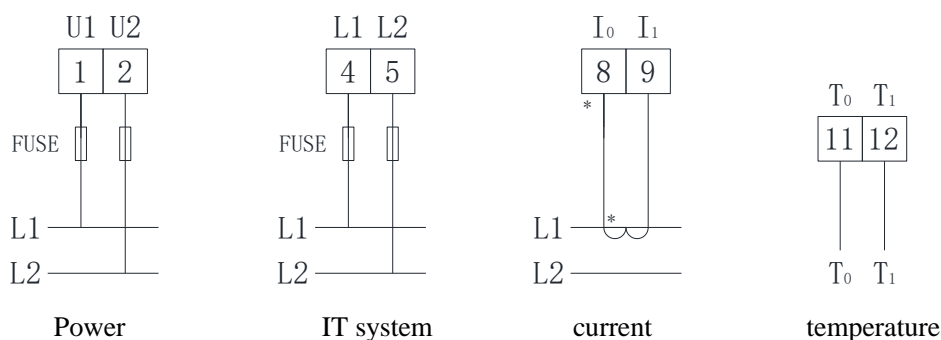 U1 U2
1 2
FUSE
L1
L2
Power
L1 L2
4 5
FUSE
L1
L2
IT system
I₀ I₁
8 9
*
*
L1
L2
current
T₀ T₁
11 12
T₀ T₁
temperature